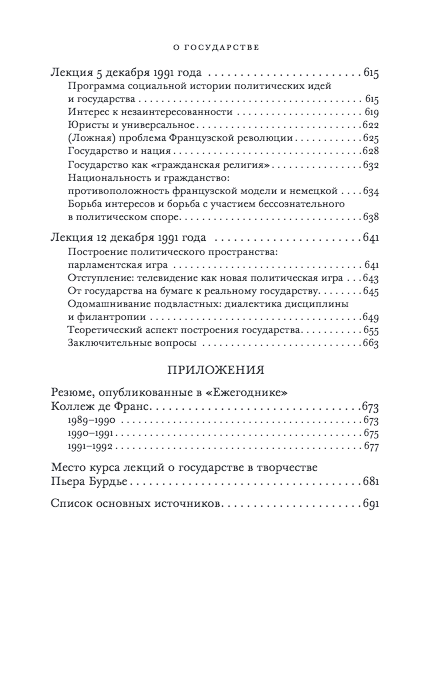 О ГОСУДАРСТВЕ
Лекция 5 декабря 1991 года . . . . . . . . . . . . . . . . . . . . . . . 615
Программа социальной истории политических идей
и государства . . . . . . . . . . . . . . . . . . . . . . . . . . . . . . . . . 615
Интерес к незаинтересованности . . . . . . . . . . . . . . . . . . . 619
Юристы и универсальное . . . . . . . . . . . . . . . . . . . . . . . . . 622
(Ложная) проблема Французской революции . . . . . . . . . . 625
Государство и нация . . . . . . . . . . . . . . . . . . . . . . . . . . . . 628
Государство как «гражданская религия» . . . . . . . . . . . . . . 632
Национальность и гражданство:
противоположность французской модели и немецкой . . . . 634
Борьба интересов и борьба с участием бессознательного
в политическом споре. . . . . . . . . . . . . . . . . . . . . . . . . . . 638
Лекция 12 декабря 1991 года . . . . . . . . . . . . . . . . . . . . . . 641
Построение политического пространства:
парламентская игра . . . . . . . . . . . . . . . . . . . . . . . . . . . . 641
Отступление: телевидение как новая политическая игра . . . 643
От государства на бумаге к реальному государству. . . . . . . 645
Одомашнивание подвластных: диалектика дисциплины
и филантропии . . . . . . . . . . . . . . . . . . . . . . . . . . . . . . . 649
Теоретический аспект построения государства. . . . . . . . . . 655
Заключительные вопросы . . . . . . . . . . . . . . . . . . . . . . . . 663
ПРИЛОЖЕНИЯ
Резюме, опубликованные в «Ежегоднике»
Коллеж де Франс. . . . . . . . . . . . . . . . . . . . . . . . . . . . . . . 673
1989–1990 . . . . . . . . . . . . . . . . . . . . . . . . . . . . . . . . . . . 673
1990–1991 . . . . . . . . . . . . . . . . . . . . . . . . . . . . . . . . . . . 675
1991–1992 . . . . . . . . . . . . . . . . . . . . . . . . . . . . . . . . . . . 677
Место курса лекций о государстве в творчестве
Пьера Бурдье . . . . . . . . . . . . . . . . . . . . . . . . . . . . . . . . . . 681
Список основных источников. . . . . . . . . . . . . . . . . . . . . 691